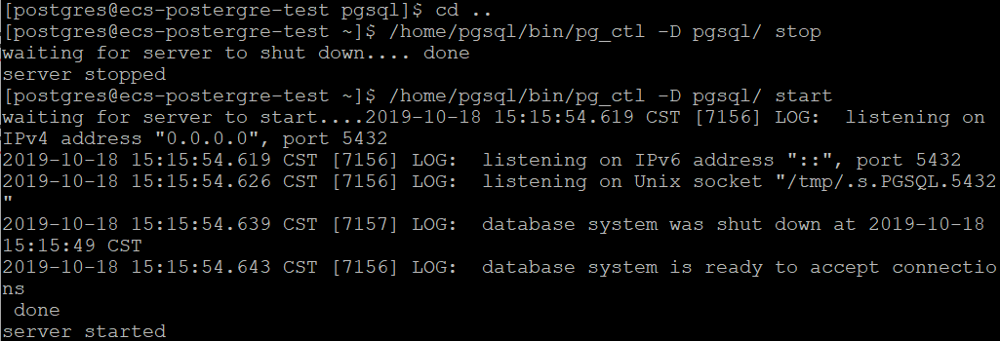 [postgres@ecs-postergre-test pgsql]$ cd ..
[postgres@ecs-postergre-test ~]$ /home/pgsql/bin/pg_ctl -D pgsql/ stop
waiting for server to shut down.... done
server stopped
[postgres@ecs-postergre-test ~]$ /home/pgsql/bin/pg_ctl -D pgsql/ start
waiting for server to start....2019-10-18 15:15:54.619 CST [7156] LOG:  listening on
IPv4 address "0.0.0.0", port 5432
2019-10-18 15:15:54.619 CST [7156] LOG:  listening on IPv6 address "::", port 5432
2019-10-18 15:15:54.626 CST [7156] LOG:  listening on Unix socket "/tmp/.s.PGSQL.5432
"
2019-10-18 15:15:54.639 CST [7157] LOG:  database system was shut down at 2019-10-18
15:15:49 CST
2019-10-18 15:15:54.643 CST [7156] LOG:  database system is ready to accept connectio
ns
 done
server started